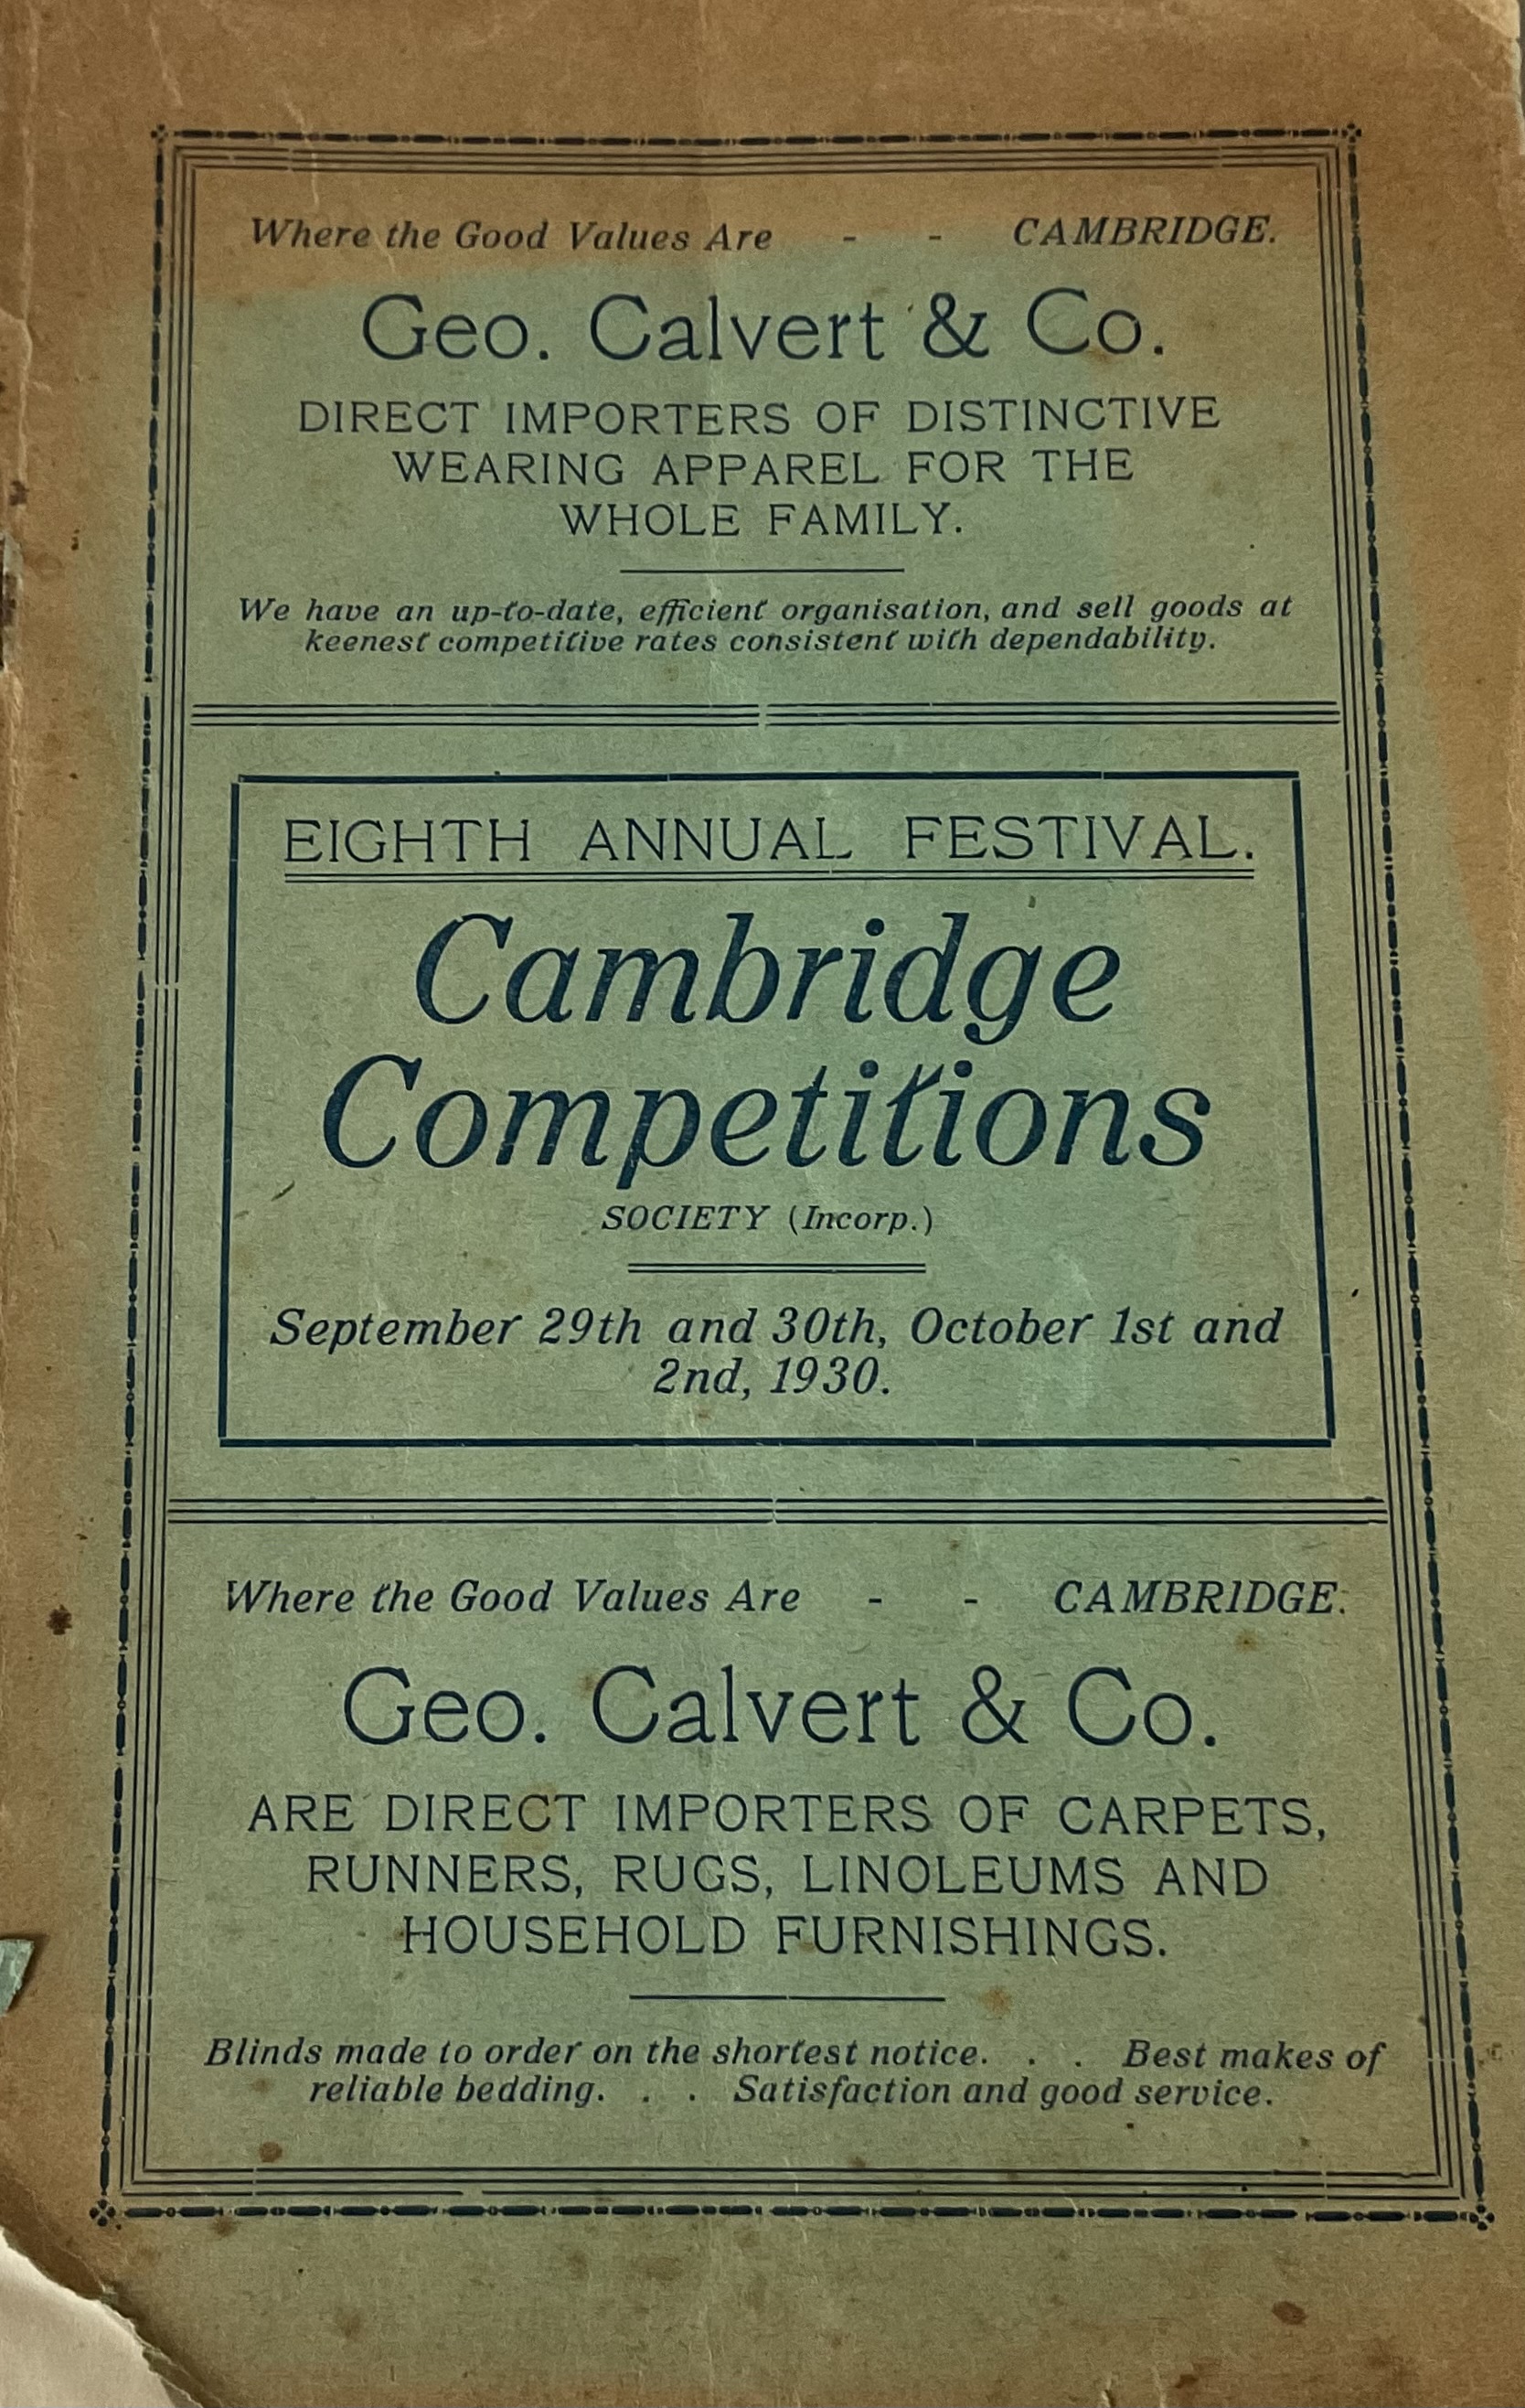 Where the Good Values Are - - CAMBRIDGE.
Geo. Calvert & Co.
DIRECT IMPORTERS OF DISTINCTIVE
WEARING APPAREL FOR THE
WHOLE FAMILY.
We have an up-to-date, efficient organisation, and sell goods at
keenest competitive rates consistent with dependability.
EIGHTH ANNUAL FESTIVAL.
Cambridge
Competitions
SOCIETY (Incorp.)
September 29th and 30th, October 1st and
2nd, 1930.
Where the Good Values Are - - CAMBRIDGE.
Geo. Calvert & Co.
ARE DIRECT IMPORTERS OF CARPETS,
RUNNERS, RUGS, LINOLEUMS AND
HOUSEHOLD FURNISHINGS.
Blinds made to order on the shortest notice. . . Best makes of
reliable bedding. . . Satisfaction and good service.